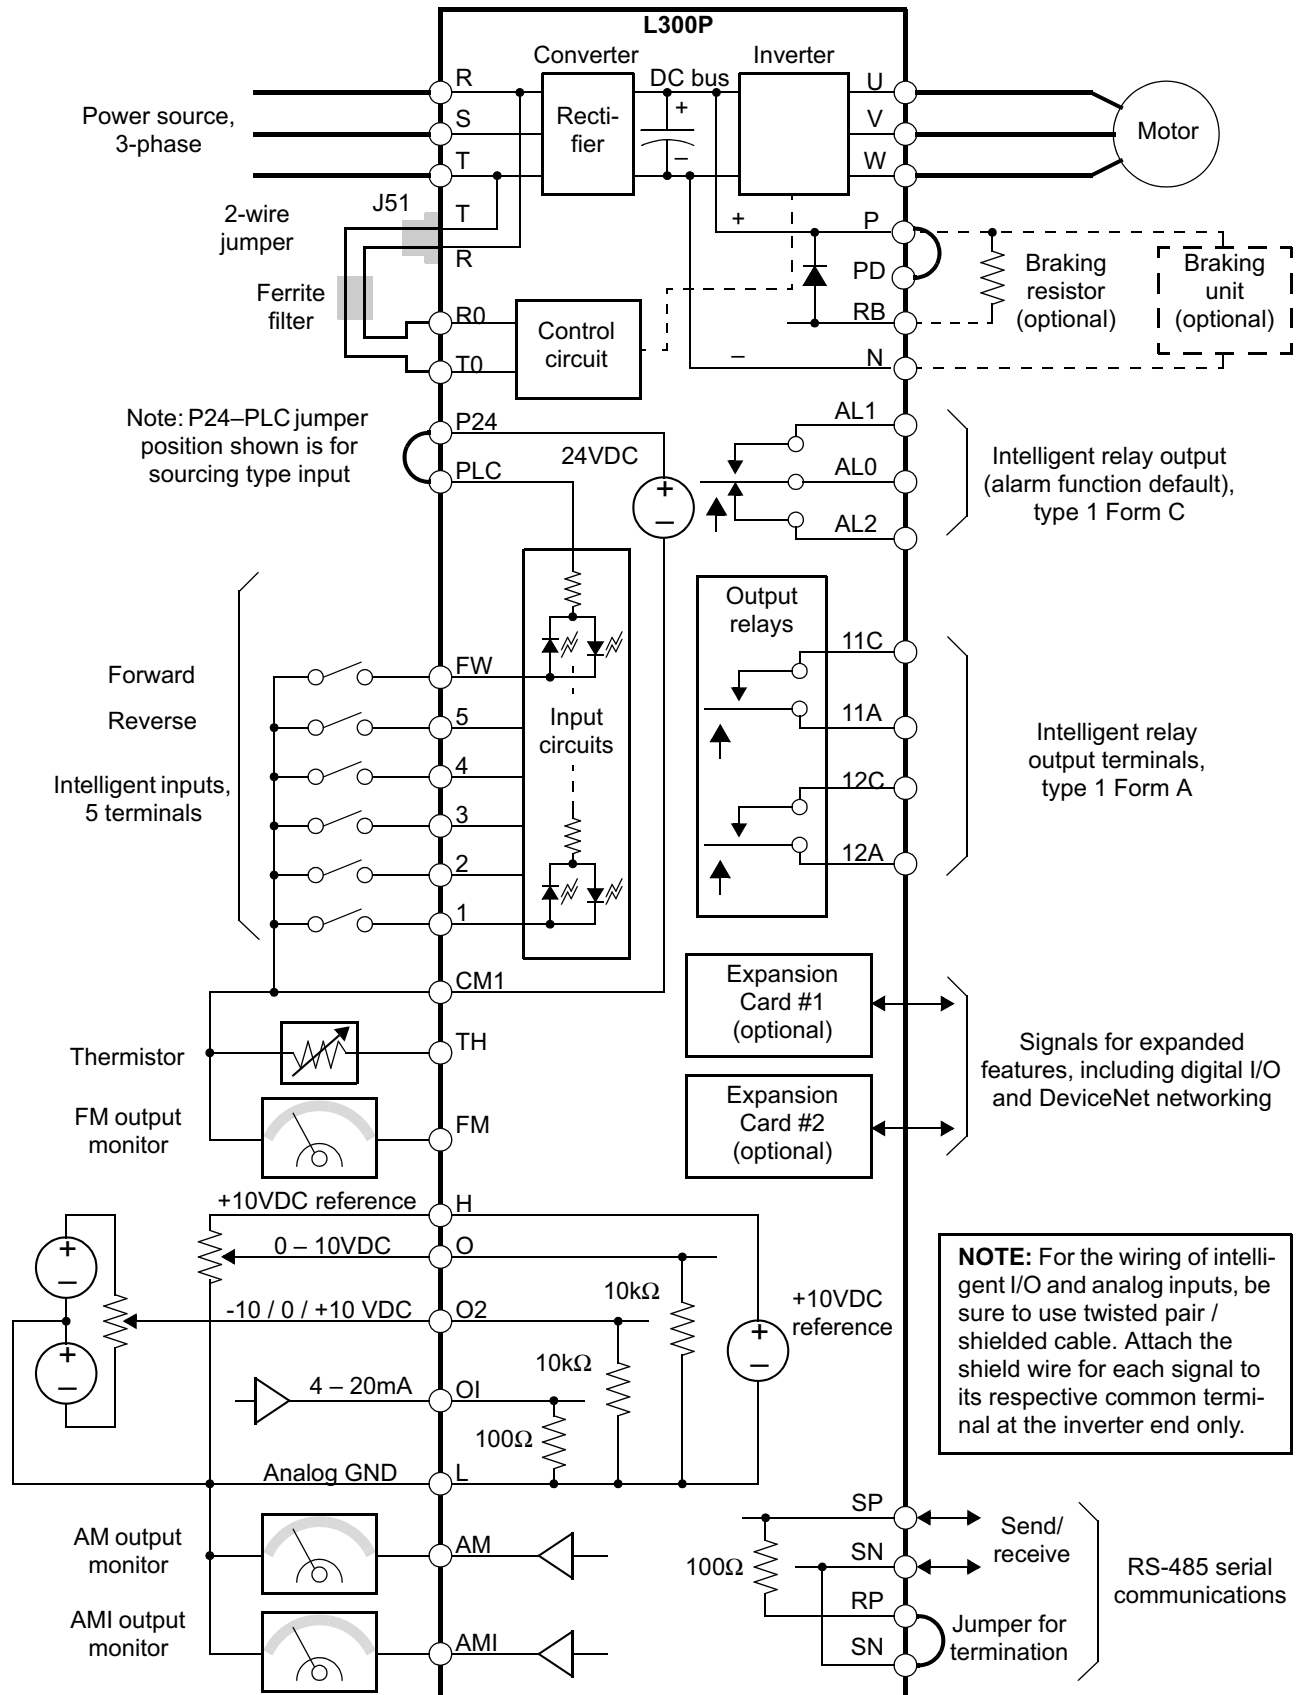 L300P
Converter
Inverter
R
DC bus
U
+
Power source,
3-phase
S
Recti-
fier
V
Motor
–
T
W
J51
T
2-wire
jumper
+
P
R
PD
Braking
resistor
(optional)
Braking
unit
(optional)
Ferrite
filter
R0
Control
circuit
RB
T0
–
N
Note: P24–PLC jumper
position shown is for
sourcing type input
P24
24VDC
AL1
PLC
+
–
AL0
AL2
Intelligent relay output
(alarm function default),
type 1 Form C
Output
relays
11C
Forward
FW
Reverse
5
Input
circuits
11A
Intelligent inputs,
5 terminals
4
12C
Intelligent relay
output terminals,
type 1 Form A
3
2
12A
1
CM1
Expansion
Card #1
(optional)
Thermistor
TH
Signals for expanded
features, including digital I/O
and DeviceNet networking
FM output
monitor
FM
Expansion
Card #2
(optional)
+10VDC reference
H
+
–
0 – 10VDC
O
10kΩ
+10VDC
reference
-10 / 0 / +10 VDC
O2
+
–
+
–
10kΩ
4 – 20mA
OI
100Ω
NOTE: For the wiring of intelli-
gent I/O and analog inputs, be
sure to use twisted pair /
shielded cable. Attach the
shield wire for each signal to
its respective common termi-
nal at the inverter end only.
Analog GND
L
SP
Send/
receive
AM output
monitor
AM
100Ω
SN
RS-485 serial
communications
RP
AMI output
monitor
AMI
Jumper for
termination
SN